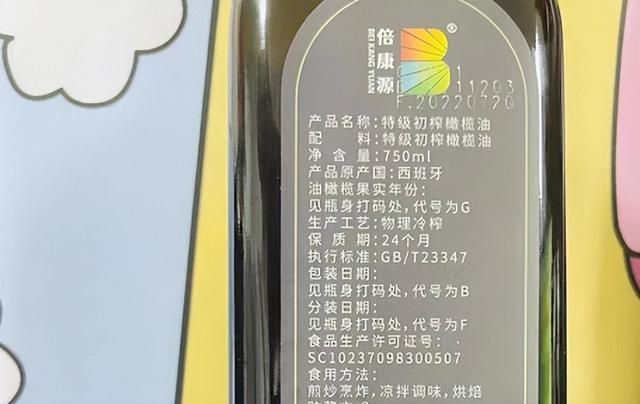 倍康源
BEI KANG YUAN
®
11203
F.20220720
产品名称:特级初榨橄榄油
配 料:特级初榨橄榄油
净 含 量:750ml
产品原产国:西班牙
油橄榄果实年份:
见瓶身打码处,代号为G
生产工艺:物理冷榨
保 质 期:24个月
执行标准:GB/T23347
包装日期:
见瓶身打码处,代号为B
分装日期:
见瓶身打码处,代号为F
食品生产许可证号:
SC10237098300507
食用方法:
煎炒烹炸,凉拌调味,烘焙